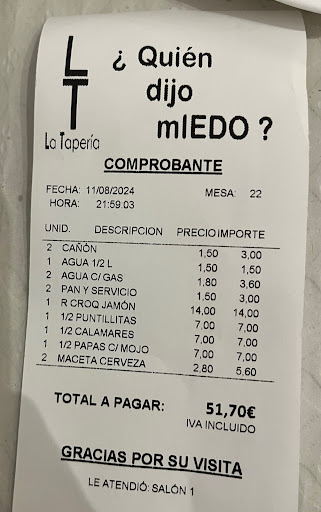 LT
La Tapería
¿ Quién
dijo
mIEDO ?
COMPROBANTE
FECHA: 11/08/2024 MESA: 22
HORA: 21:59:03
UNID. DESCRIPCION PRECIO IMPORTE
2 CAÑÓN 1,50 3,00
1 AGUA 1/2 L 1,50 1,50
2 AGUA C/ GAS 1,80 3,60
2 PAN Y SERVICIO 1,50 3,00
1 R CROQ JAMÓN 14,00 14,00
1 1/2 PUNTILLITAS 7,00 7,00
1 1/2 CALAMARES 7,00 7,00
1 1/2 PAPAS C/ MOJO 7,00 7,00
2 MACETA CERVEZA 2,80 5,60
TOTAL A PAGAR: 51,70€
IVA INCLUIDO
GRACIAS POR SU VISITA
LE ATENDIÓ: SALÓN 1